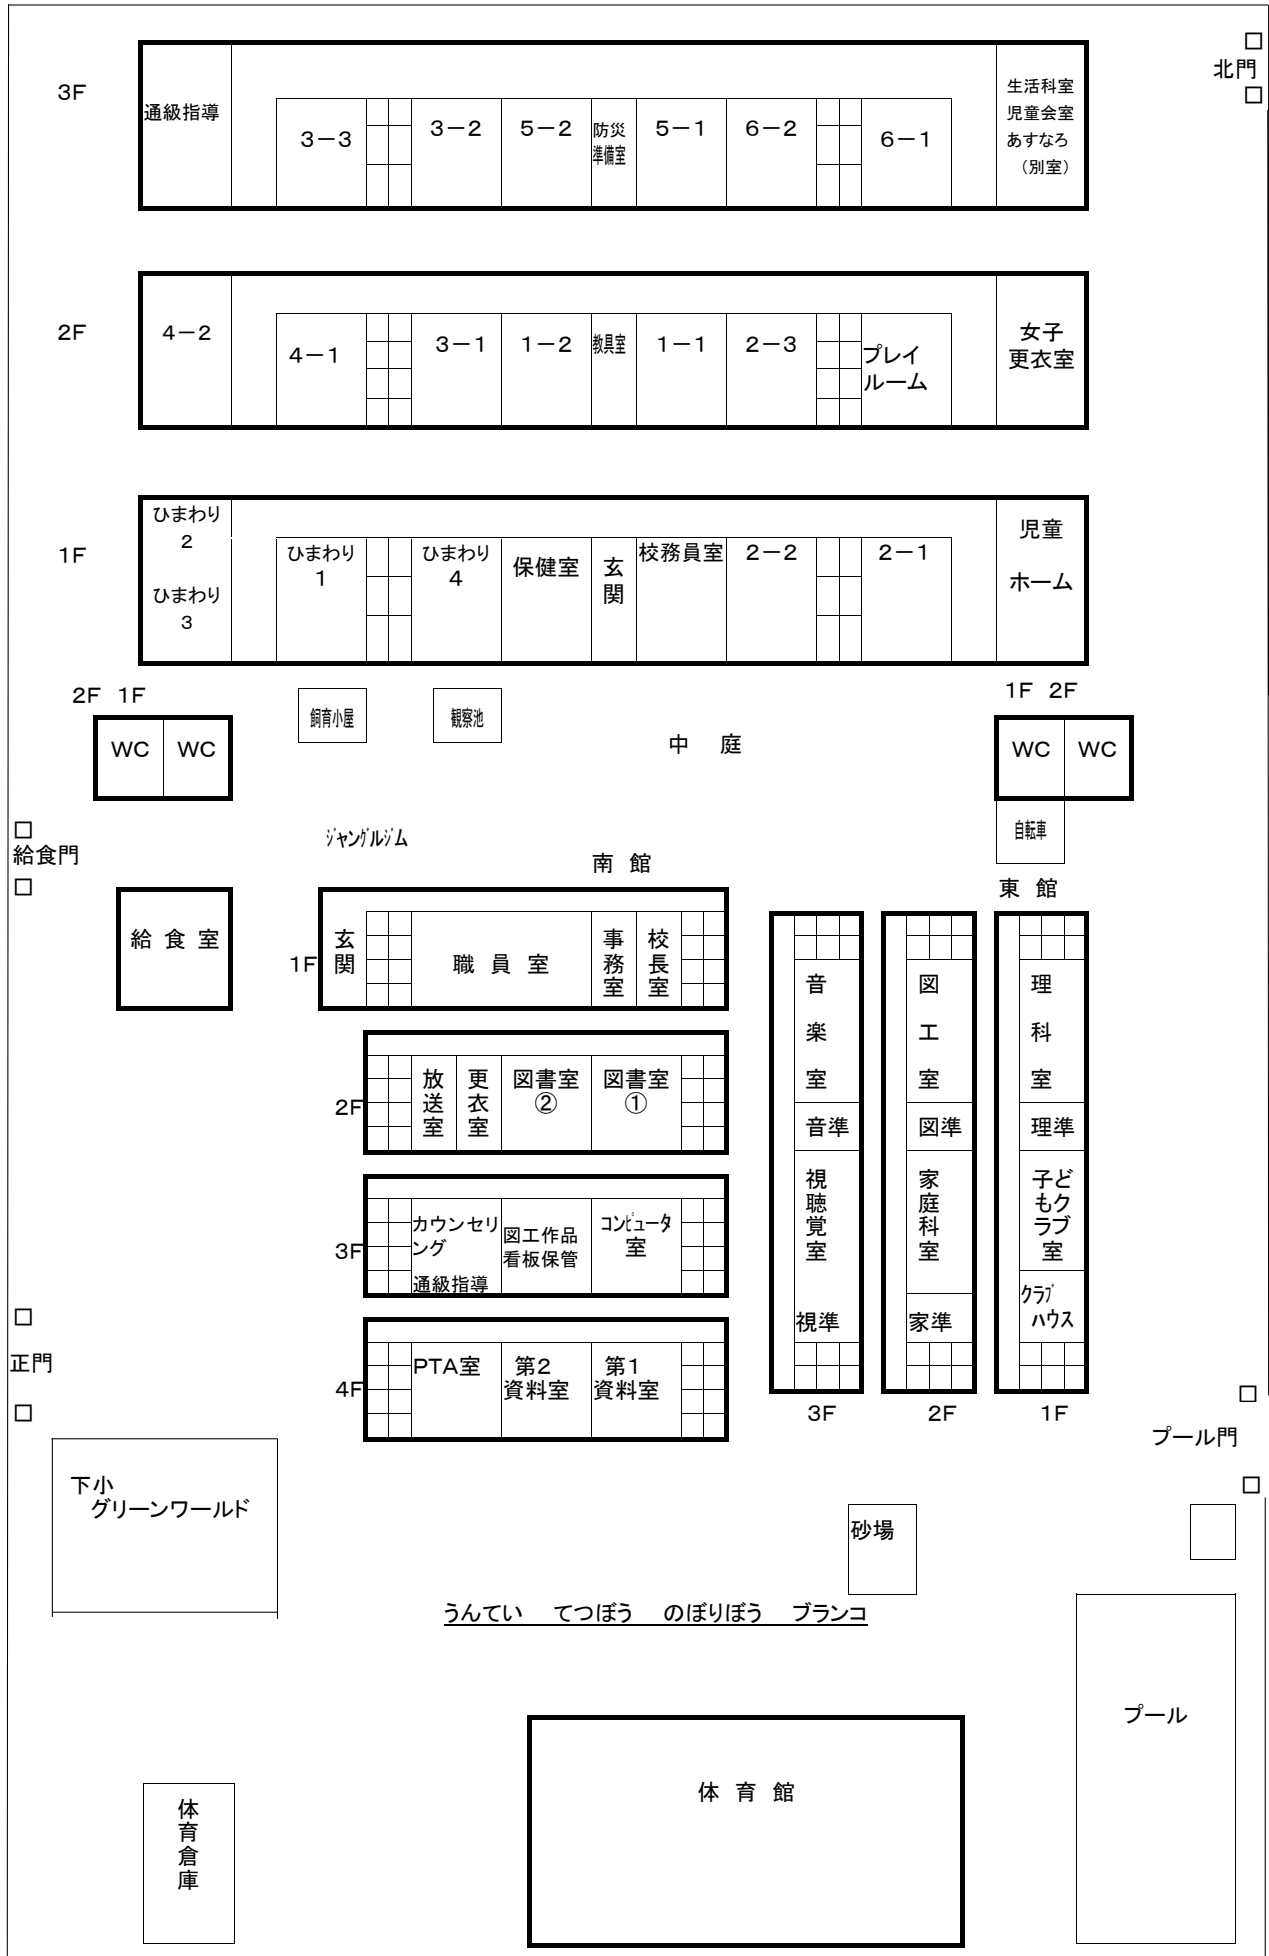 北門
3F
通級指導
3－3
3－2
5－2
防災
準備室
5－1
6－2
6－1
生活科室
児童会室
あすなろ
（別室）
2F
4－2
4－1
3－1
1－2
教具室
1－1
2－3
プレイ
ルーム
女子
更衣室
1F
ひまわり
2
ひまわり
3
ひまわり
1
ひまわり
4
保健室
玄関
校務員室
2－2
2－1
児童
ホーム
2F 1F
WC WC
飼育小屋
観察池
中 庭
1F 2F
WC WC
自転車
給食門
ジャングルジム
南 館
東 館
給 食 室
1F
玄関
職 員 室
事務室
校長室
2F
放送室
更衣室
図書室
②
図書室
①
3F
カウンセリ
ング
通級指導
図工作品
看板保管
コンピュータ
室
4F
PTA室
第2
資料室
第1
資料室
音楽室
音準
視聴覚室
視準
3F
図工室
図準
家庭科室
家準
2F
理科室
理準
子ど
もク
ラブ
室
クラブ
ハウス
1F
正門
プール門
下小
グリーンワールド
砂場
うんてい てつぼう のぼりぼう ブランコ
プール
体 育 館
体育倉庫